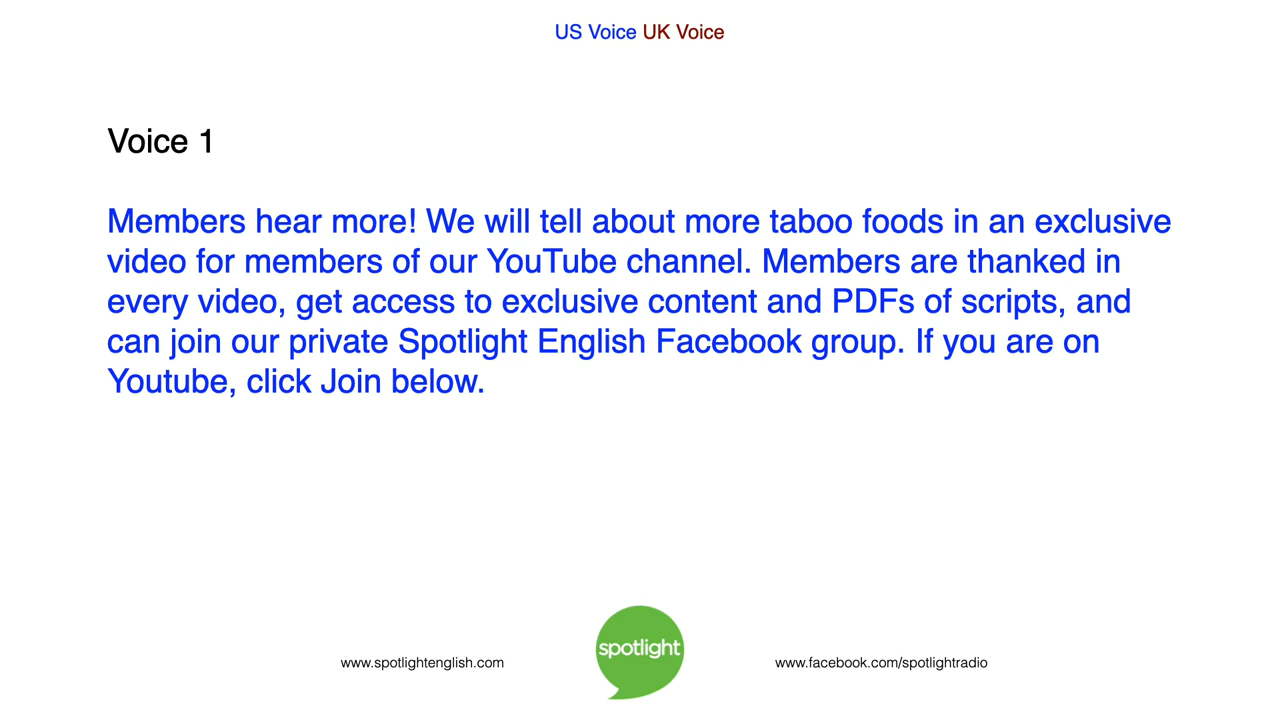 US Voice UK Voice
Voice 1
Members hear more! We will tell about more taboo foods in an exclusive
video for members of our YouTube channel. Members are thanked in
every video, get access to exclusive content and PDFs of scripts, and
can join our private Spotlight English Facebook group. If you are on
Youtube, click Join below.
www.spotlightenglish.com
spotlight
www.facebook.com/spotlightradio